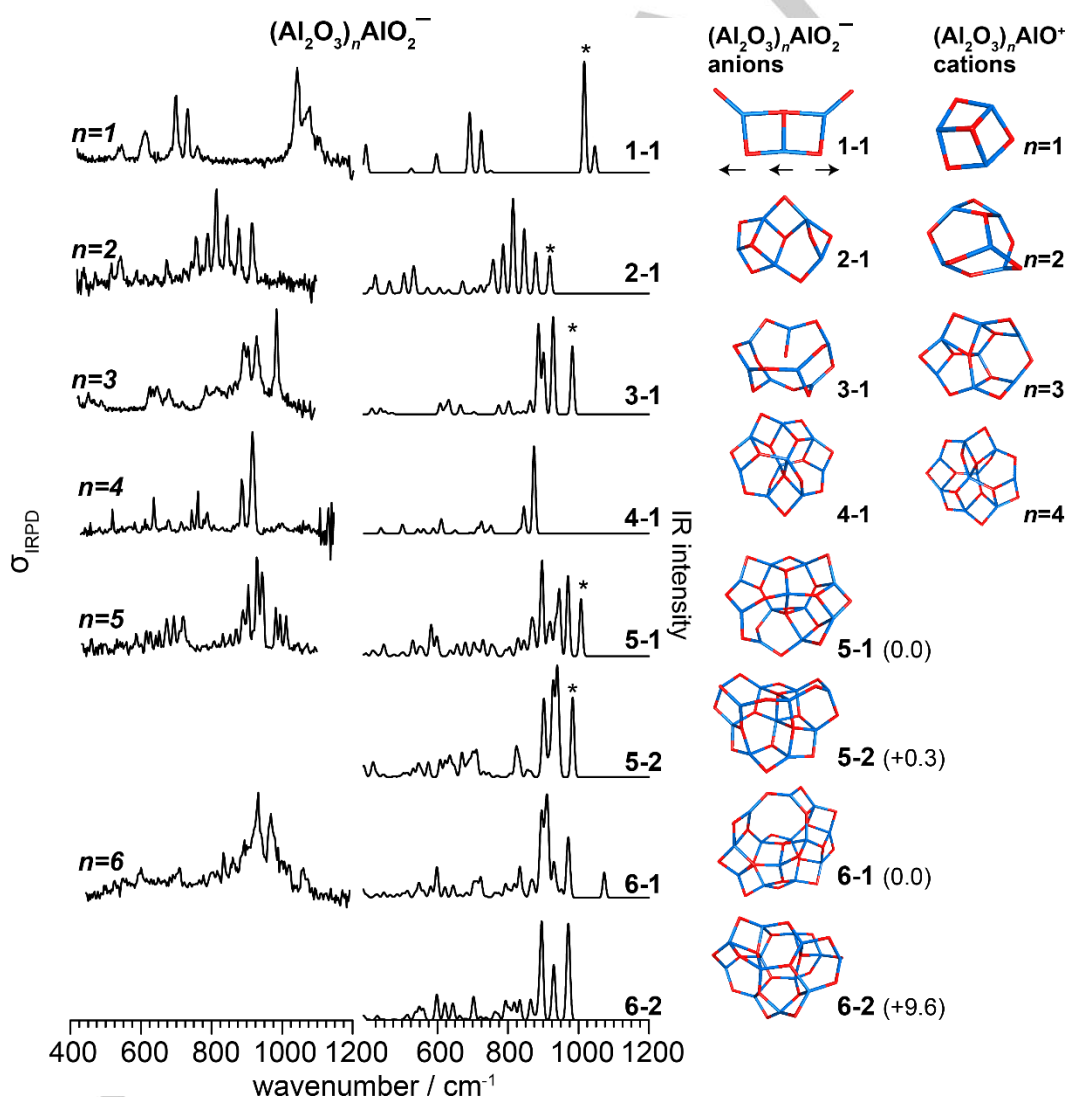 (Al₂O₃)ₙAlO₂⁻
(Al₂O₃)ₙAlO₂⁻
anions
(Al₂O₃)ₙAlO⁺
cations
n=1
*
1-1
1-1
n=1
n=2
*
2-1
2-1
n=2
n=3
*
3-1
3-1
n=3
n=4
4-1
4-1
n=4
σIRPD
IR intensity
n=5
*
5-1
5-1 (0.0)
*
5-2
5-2 (+0.3)
n=6
6-1
6-1 (0.0)
6-2
6-2 (+9.6)
400 600 800 1000 1200 600 800 1000 1200
wavenumber / cm⁻¹